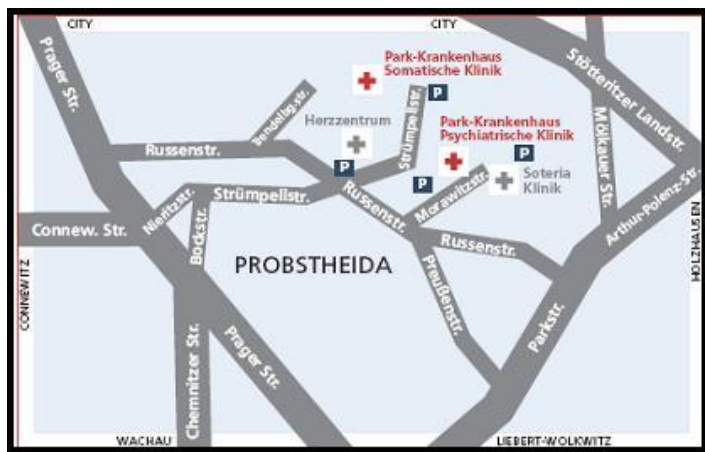 CITY
CITY
Prager Str.
Park-Krankenhaus
Somatische Klinik
Stötteritzer Landstr.
P
Bendelbg.-str.
Herzzentrum
Strümpellstr.
Park-Krankenhaus
Psychiatrische Klinik
Mölkauer Str.
Russenstr.
P
P
P
Soteria
Klinik
Strümpellstr.
Russenstr.
Morawitzstr.
Nieritzstr.
Bockstr.
Connew. Str.
Russenstr.
Arthur-Polenz-Str.
HOLZHAUSEN
CONNEWITZ
PROBSTHEIDA
Preußenstr.
Parkstr.
Prager Str.
Chemnitzer Str.
WACHAU
LIEBERT-WOLKWITZ